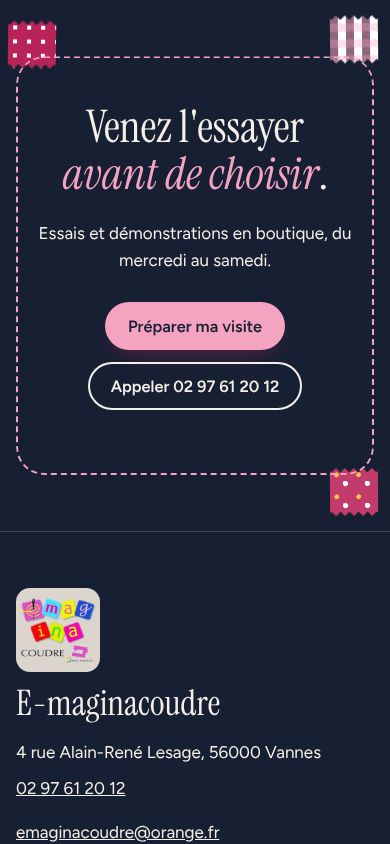 Venez l'essayer
avant de choisir.
Essais et démonstrations en boutique, du
mercredi au samedi.
Préparer ma visite
Appeler 02 97 61 20 12
emag
ina
COUDRE
E-maginacoudre
4 rue Alain-René Lesage, 56000 Vannes
02 97 61 20 12
emaginacoudre@orange.fr